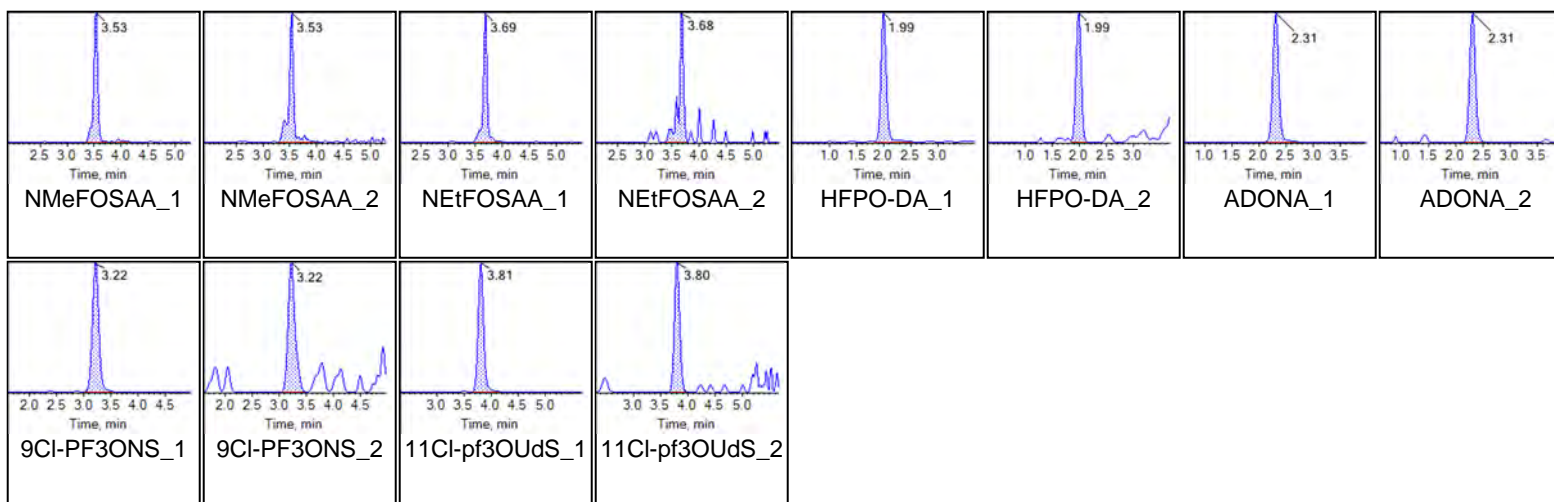 3.53 3.53 3.69 3.68 1.99 1.99 2.31 2.31
2.5 3.0 3.5 4.0 4.5 5.0 2.5 3.0 3.5 4.0 4.5 5.0 2.5 3.0 3.5 4.0 4.5 5.0 2.5 3.0 3.5 4.0 4.5 5.0 1.0 1.5 2.0 2.5 3.0 1.0 1.5 2.0 2.5 3.0 1.0 1.5 2.0 2.5 3.0 3.5 1.0 1.5 2.0 2.5 3.0 3.5
Time, min Time, min Time, min Time, min Time, min Time, min Time, min Time, min
NMeFOSAA_1 NMeFOSAA_2 NEtFOSAA_1 NEtFOSAA_2 HFPO-DA_1 HFPO-DA_2 ADONA_1 ADONA_2
3.22 3.22 3.81 3.80
2.0 2.5 3.0 3.5 4.0 4.5 2.0 2.5 3.0 3.5 4.0 4.5 3.0 3.5 4.0 4.5 5.0 3.0 3.5 4.0 4.5 5.0
Time, min Time, min Time, min Time, min
9Cl-PF3ONS_1 9Cl-PF3ONS_2 11Cl-pf3OUdS_1 11Cl-pf3OUdS_2